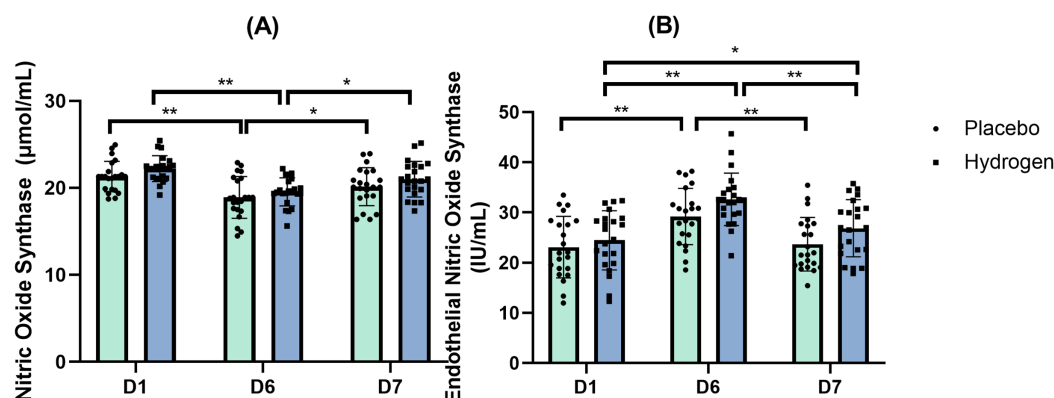 (A)
Nitric Oxide Synthase (μmol/mL)
30
20
10
0
**
*
**
*
D1
D6
D7
(B)
Endothelial Nitric Oxide Synthase
(IU/mL)
50
40
30
20
10
0
*
**
**
**
**
D1
D6
D7
Placebo
Hydrogen